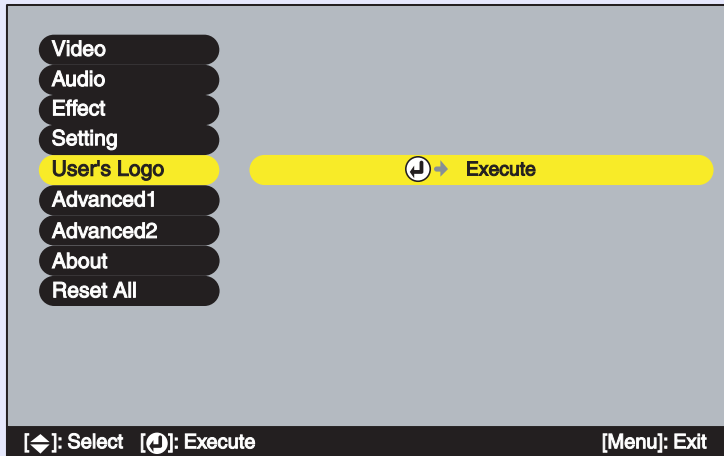 Video
Audio
Effect
Setting
User's Logo Execute
Advanced1
Advanced2
About
Reset All
[]: Select []: Execute [Menu]: Exit